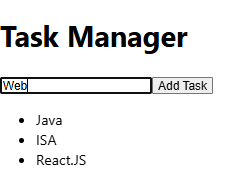 Task Manager
Web Add Task
Java
ISA
React.JS